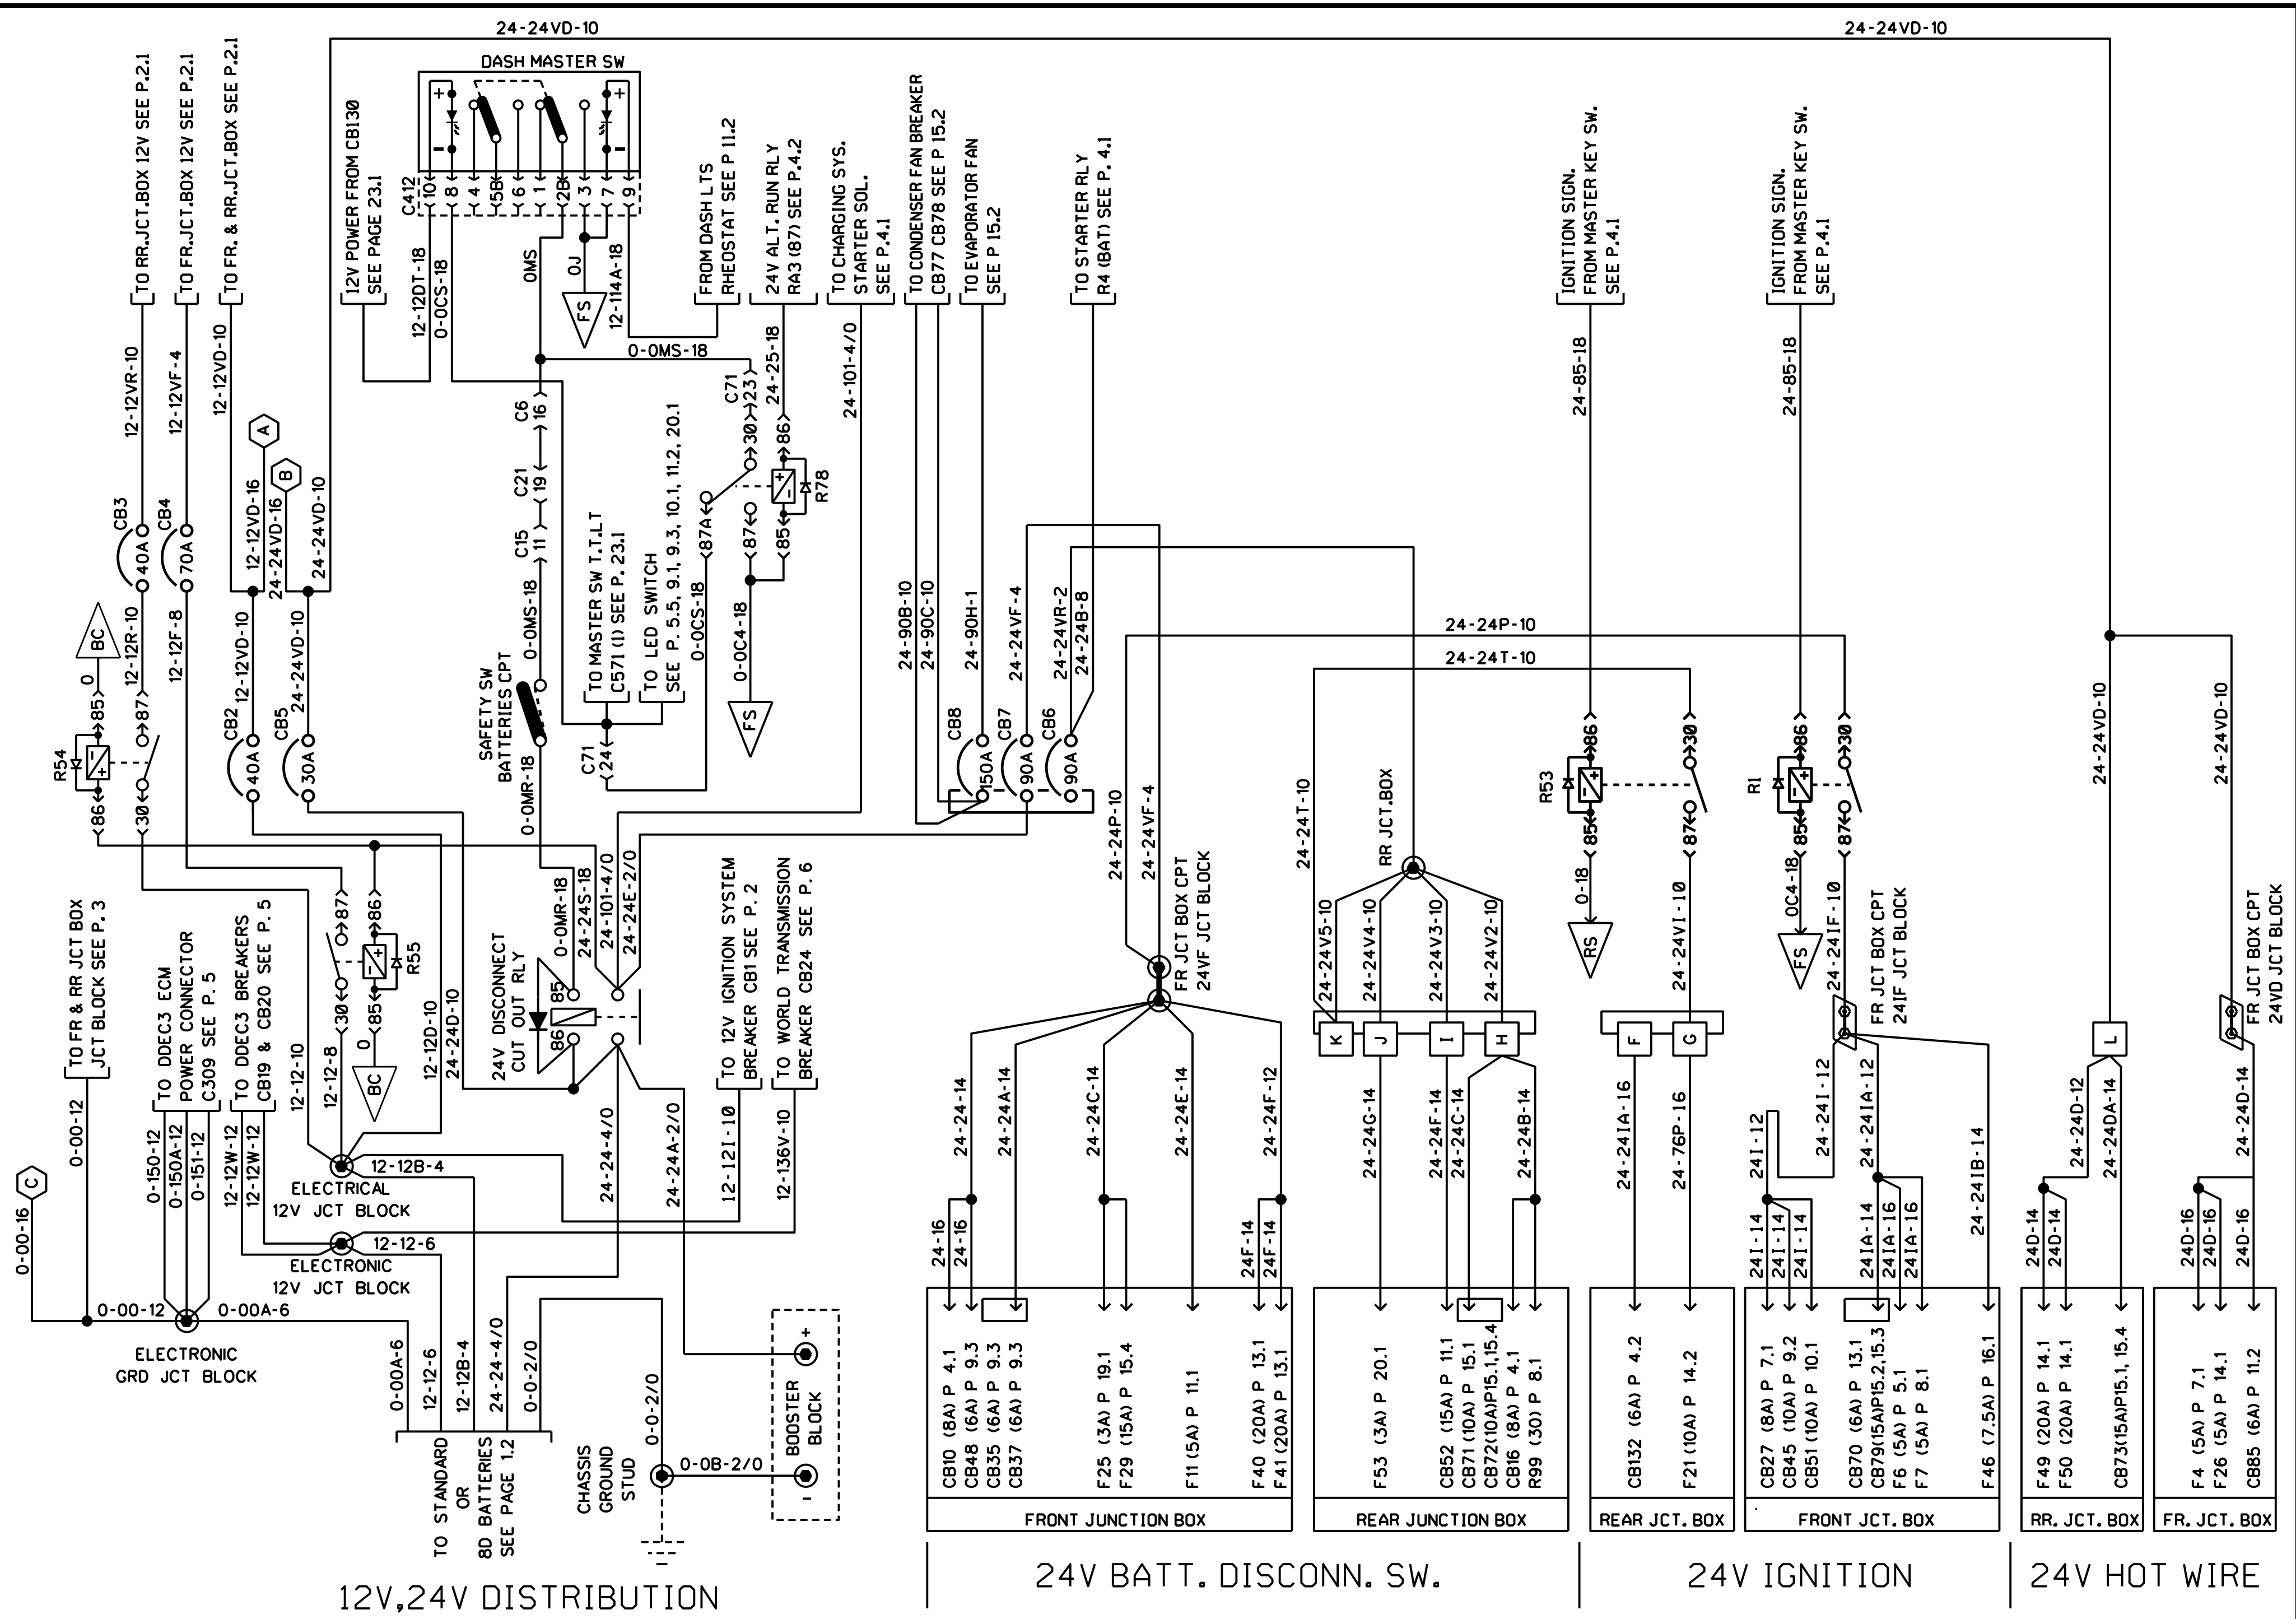 24-24VD-10
24-24VD-10
DASH MASTER SW
TO RR.JCT.BOX 12V SEE P.2.1
TO FR.JCT.BOX 12V SEE P.2.1
TO FR. & RR.JCT.BOX SEE P.2.1
12V POWER FROM CB130
SEE PAGE 23.1
C412
10
8
4
5B
6
1
2B
3
7
9
+
−
+
−
12-12DT-18
0-0CS-18
0MS
0J
FS
12-114A-18
FROM DASH LTS
RHEOSTAT SEE P 11.2
24V ALT. RUN RLY
RA3 (87) SEE P.4.2
TO CHARGING SYS.
STARTER SOL.
SEE P.4.1
TO CONDENSER FAN BREAKER
CB77 CB78 SEE P 15.2
TO EVAPORATOR FAN
SEE P 15.2
TO STARTER RLY
R4 (BAT) SEE P. 4.1
IGNITION SIGN.
FROM MASTER KEY SW.
SEE P.4.1
IGNITION SIGN.
FROM MASTER KEY SW.
SEE P.4.1
12-12VR-10
12-12VF-4
12-12VD-10
A
B
12-12VD-16
24-24VD-16
24-24VD-10
0-0MS-18
C6
16
C21
19
C15
11
0-0MS-18
C71
23
30
24-25-18
86
87A
87
85
R78
24-101-4/0
24-85-18
24-85-18
CB3
40A
CB4
70A
BC
0
85
12-12R-10
87
12-12F-8
R54
86
30
12-12VD-10
24-24VD-10
CB2
40A
CB5
30A
SAFETY SW
BATTERIES CPT
0-0MR-18
TO MASTER SW T.T.LT
C571 (1) SEE P. 23.1
TO LED SWITCH
SEE P. 5.5, 9.1, 9.3, 10.1, 11.2, 20.1
C71
24
0-0CS-18
0-0C4-18
FS
24-90B-10
24-90C-10
24-90H-1
24-24VF-4
24-24VR-2
24-24B-8
CB8
150A
CB7
90A
CB6
90A
24-24P-10
24-24T-10
24-24P-10
24-24VF-4
24-24T-10
RR JCT.BOX
R53
86
85
30
87
R1
86
85
30
87
24-24VD-10
24-24VD-10
0-18
RS
24-24VI-10
0C4-18
FS
24-24IF-10
FR JCT BOX CPT
24IF JCT BLOCK
FR JCT BOX CPT
24VD JCT BLOCK
FR JCT BOX CPT
24VF JCT BLOCK
24-24V5-10
24-24V4-10
24-24V3-10
24-24V2-10
K
J
I
H
F
G
L
TO FR & RR JCT BOX
JCT BLOCK SEE P. 3
TO DDEC3 ECM
POWER CONNECTOR
C309 SEE P. 5
TO DDEC3 BREAKERS
CB19 & CB20 SEE P. 5
87
86
R55
30
85
0
BC
12-12-10
12-12-8
12-12D-10
24-24D-10
24V DISCONNECT
CUT OUT RLY
0-0MR-18
24-24S-18
24-101-4/0
24-24E-2/0
85
86
TO 12V IGNITION SYSTEM
BREAKER CB1 SEE P. 2
TO WORLD TRANSMISSION
BREAKER CB24 SEE P. 6
C
0-00-16
0-00-12
0-150-12
0-150A-12
0-151-12
12-12W-12
12-12W-12
12-12B-4
ELECTRICAL
12V JCT BLOCK
12-12-6
ELECTRONIC
12V JCT BLOCK
24-24-4/0
24-24A-2/0
12-12I-10
12-136V-10
0-00-12
0-00A-6
ELECTRONIC
GRD JCT BLOCK
0-00A-6
12-12-6
12-12B-4
24-24-4/0
0-0-2/0
TO STANDARD
OR
8D BATTERIES
SEE PAGE 1.2
CHASSIS
GROUND
STUD
0-0-2/0
0-0B-2/0
BOOSTER
BLOCK
+
−
24-24-14
24-24A-14
24-24C-14
24-24E-14
24-24F-12
24-16
24-16
24F-14
24F-14
24-24G-14
24-24F-14
24-24C-14
24-24B-14
24-24IA-16
24-76P-16
24I-12
24-24I-12
24-24IA-12
24I-14
24I-14
24I-14
24IA-14
24IA-16
24IA-16
24-24IB-14
24-24D-12
24-24DA-14
24D-14
24D-14
24-24D-14
24D-16
24D-16
24D-16
CB10 (8A) P 4.1
CB48 (6A) P 9.3
CB35 (6A) P 9.3
CB37 (6A) P 9.3
F25 (3A) P 19.1
F29 (15A) P 15.4
F11 (5A) P 11.1
F40 (20A) P 13.1
F41 (20A) P 13.1
FRONT JUNCTION BOX
F53 (3A) P 20.1
CB52 (15A) P 11.1
CB71 (10A) P 15.1
CB72(10A)P15.1,15.4
CB16 (8A) P 4.1
R99 (30) P 8.1
REAR JUNCTION BOX
CB132 (6A) P 4.2
F21 (10A) P 14.2
REAR JCT. BOX
CB27 (8A) P 7.1
CB45 (10A) P 9.2
CB51 (10A) P 10.1
CB70 (6A) P 13.1
CB79(15A)P15.2,15.3
F6 (5A) P 5.1
F7 (5A) P 8.1
F46 (7.5A) P 16.1
FRONT JCT. BOX
F49 (20A) P 14.1
F50 (20A) P 14.1
CB73(15A)P15.1, 15.4
RR. JCT. BOX
F4 (5A) P 7.1
F26 (5A) P 14.1
CB85 (6A) P 11.2
FR. JCT. BOX
12V,24V DISTRIBUTION
24V BATT. DISCONN. SW.
24V IGNITION
24V HOT WIRE